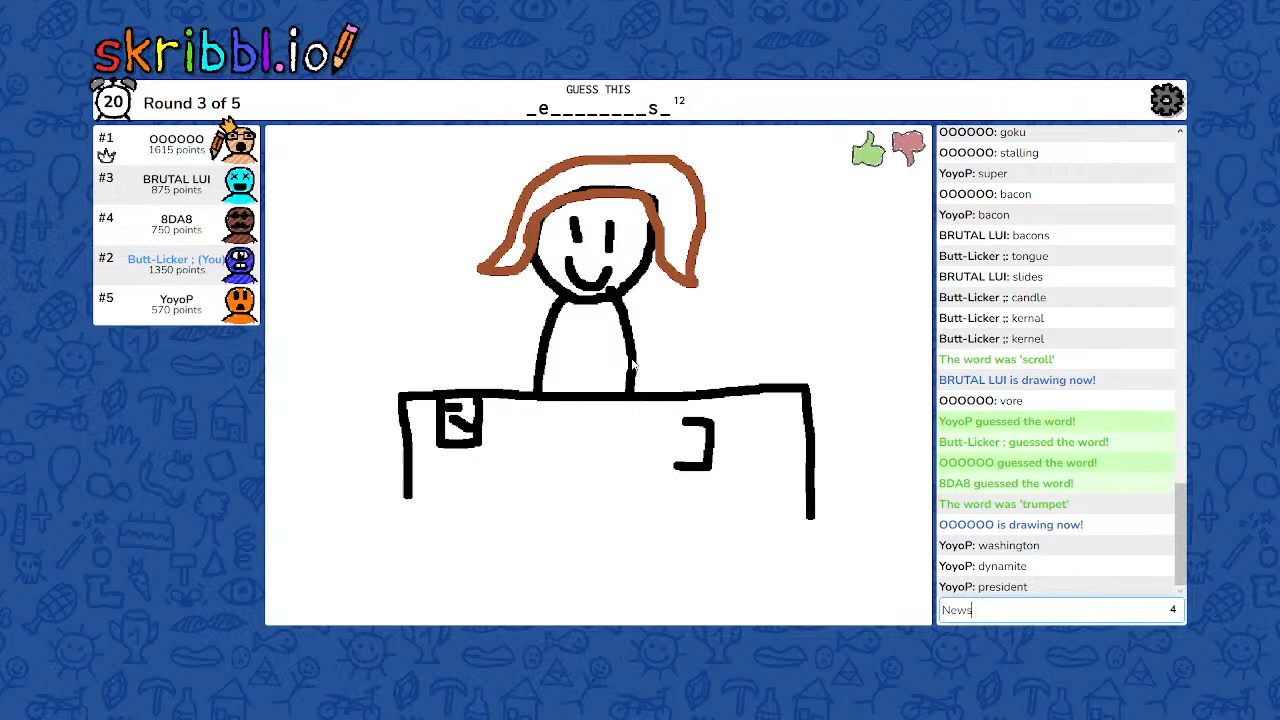 skribbl.io
20
Round 3 of 5
GUESS THIS
_e________s_ 12
#1
OOOOOO
1615 points
#3
BRUTAL LUI
875 points
#4
8DA8
750 points
#2
Butt-Licker ; (You)
1350 points
#5
YoyoP
570 points
OOOOOO: goku
OOOOOO: stalling
YoyoP: super
OOOOOO: bacon
YoyoP: bacon
BRUTAL LUI: bacons
Butt-Licker ;: tongue
BRUTAL LUI: slides
Butt-Licker ;: candle
Butt-Licker ;: kernal
Butt-Licker ;: kernel
The word was 'scroll'
BRUTAL LUI is drawing now!
OOOOOO: vore
YoyoP guessed the word!
Butt-Licker ; guessed the word!
OOOOOO guessed the word!
8DA8 guessed the word!
The word was 'trumpet'
OOOOOO is drawing now!
YoyoP: washington
YoyoP: dynamite
YoyoP: president
News
4